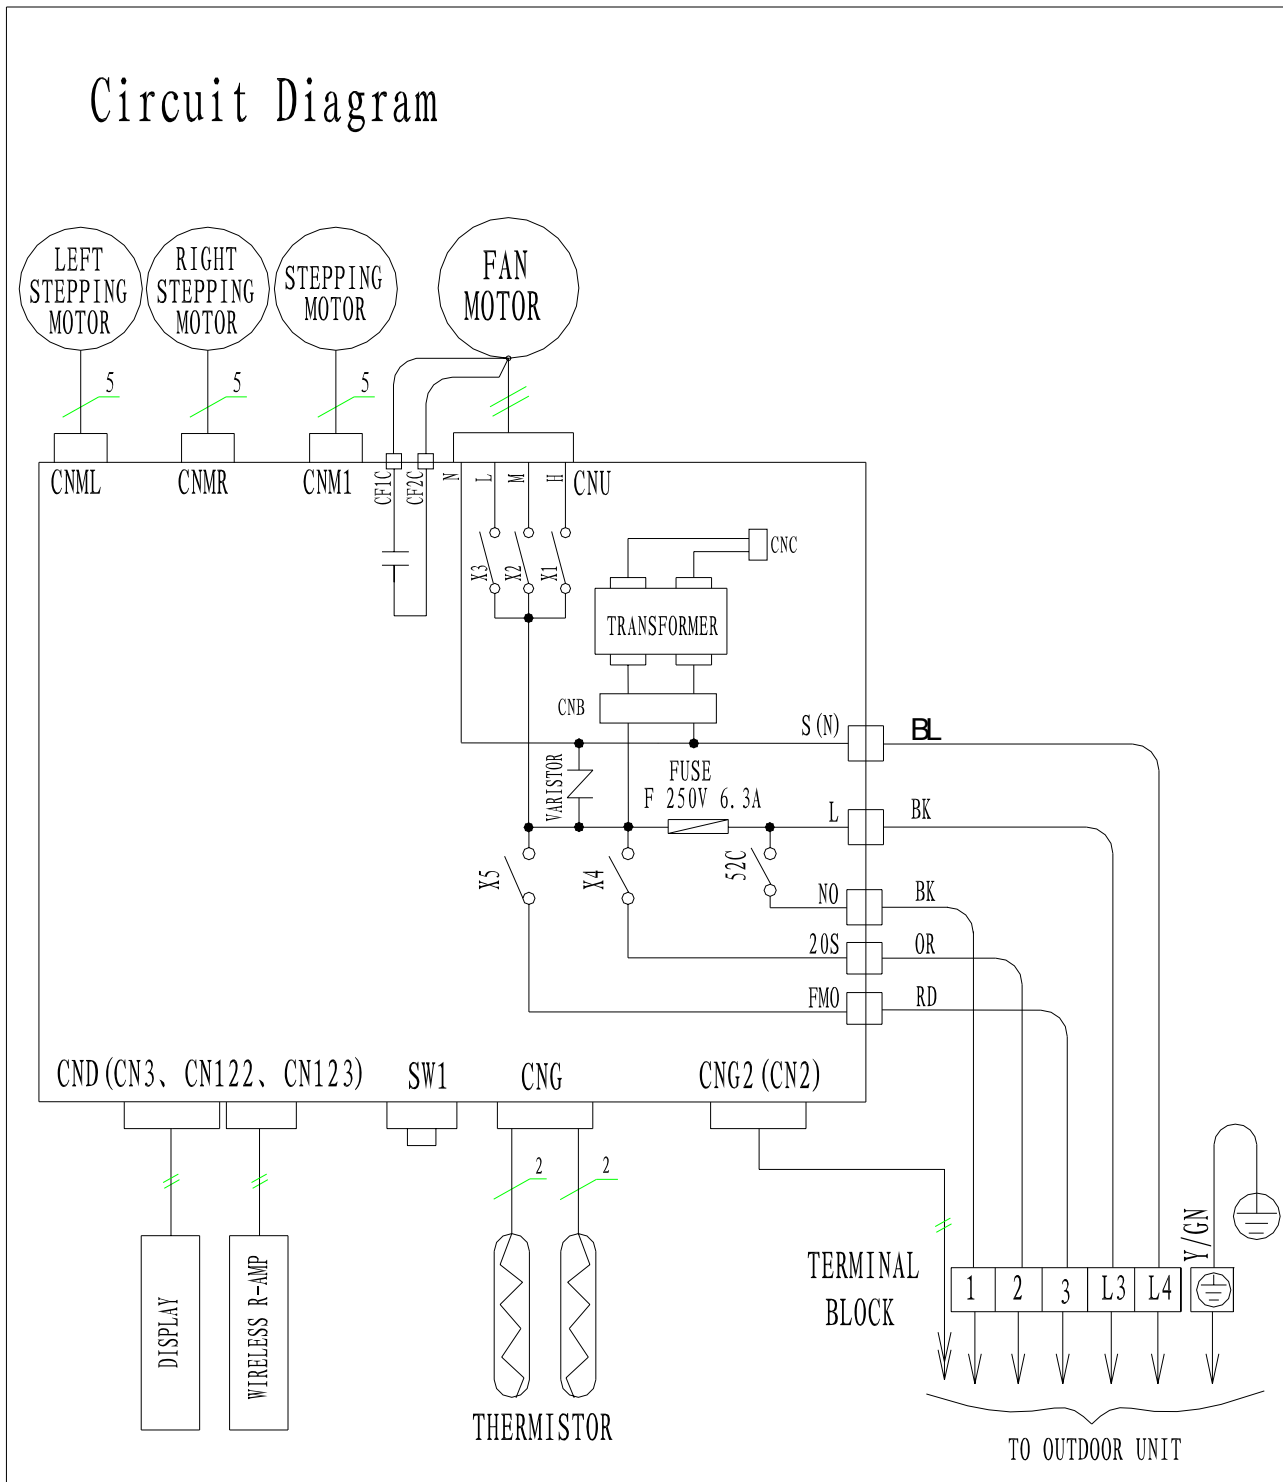 Circuit Diagram
LEFT
STEPPING
MOTOR
RIGHT
STEPPING
MOTOR
STEPPING
MOTOR
FAN
MOTOR
5
5
5
CNML
CNMR
CNM1
CF1C
CF2C
N
L
M
H
CNU
X3
X2
X1
CNC
TRANSFORMER
CNB
S(N)
BL
VARISTOR
FUSE
F 250V 6.3A
L
BK
X5
X4
52C
NO
BK
20S
OR
FMO
RD
CND(CN3、CN122、CN123)
SW1
CNG
CNG2(CN2)
2
2
DISPLAY
WIRELESS R-AMP
THERMISTOR
TERMINAL
BLOCK
1
2
3
L3
L4
Y/GN
TO OUTDOOR UNIT